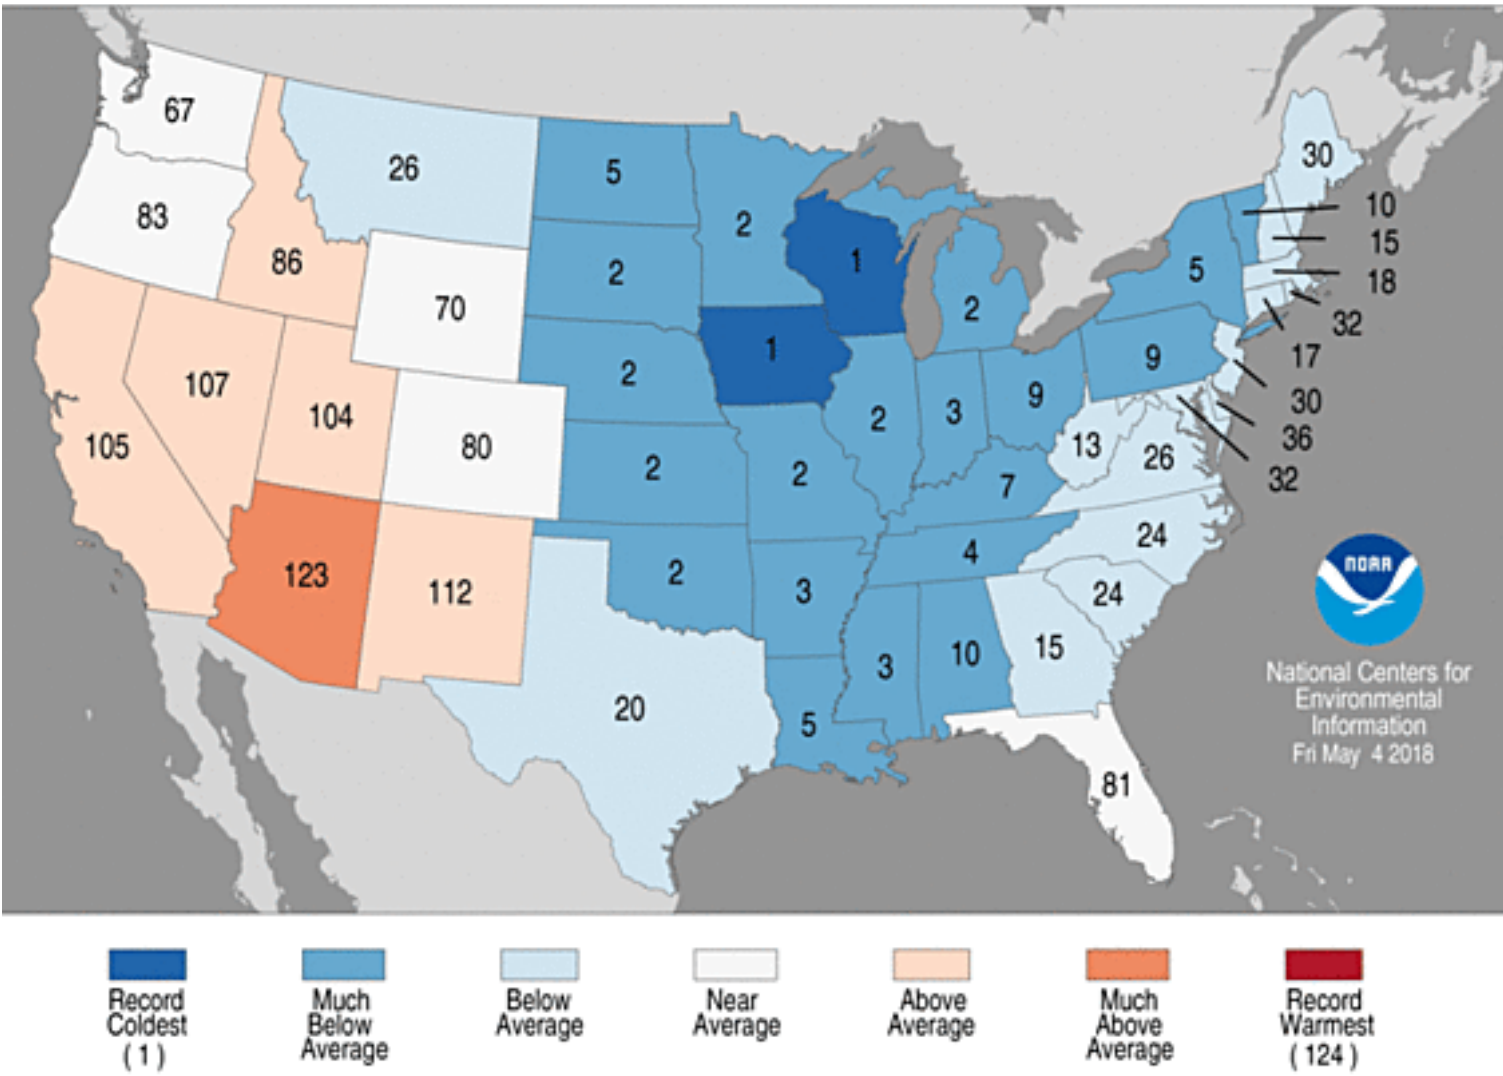 67
83
26
86
70
105
107
104
80
123
112
5
2
2
2
2
20
2
1
1
2
3
5
2
2
3
9
7
4
3
10
15
24
24
81
13
26
9
5
30
10
15
18
32
17
30
36
32
NOAA
National Centers for
Environmental
Information
Fri May 4 2018
Record
Coldest
( 1 )
Much
Below
Average
Below
Average
Near
Average
Above
Average
Much
Above
Average
Record
Warmest
( 124 )